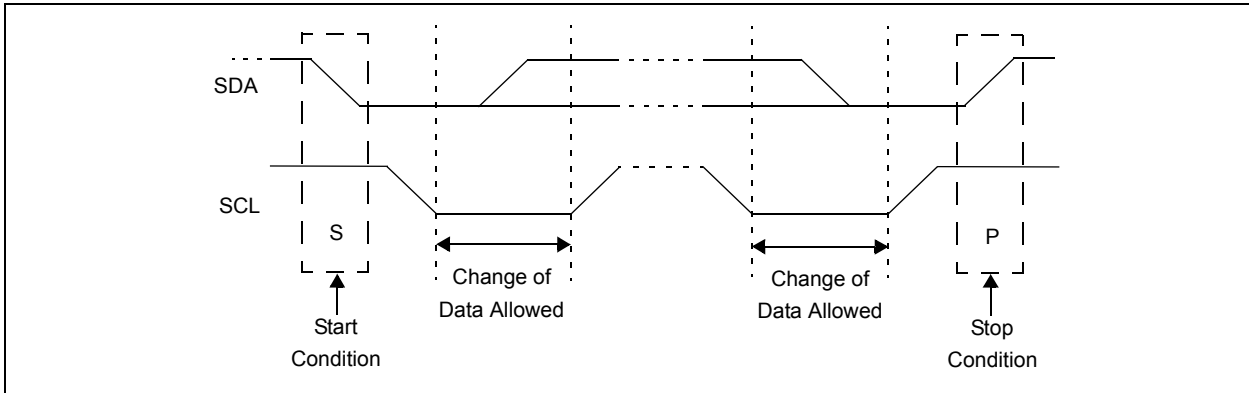 SDA
SCL
S
P
Change of
Data Allowed
Change of
Data Allowed
Start
Condition
Stop
Condition